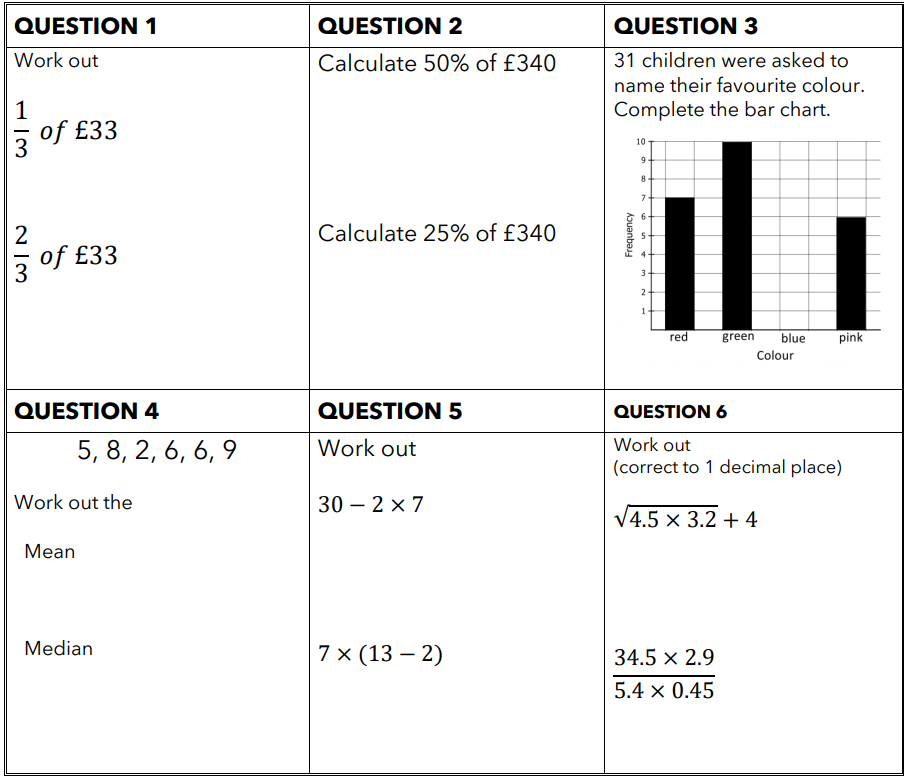 QUESTION 1
Work out
1/3 of £33
2/3 of £33
QUESTION 2
Calculate 50% of £340
Calculate 25% of £340
QUESTION 3
31 children were asked to
name their favourite colour.
Complete the bar chart.
10
9
8
7
6
5
4
3
2
1
Frequency
red green blue pink
Colour
QUESTION 4
5, 8, 2, 6, 6, 9
Work out the
Mean
Median
QUESTION 5
Work out
30 − 2 × 7
7 × (13 − 2)
QUESTION 6
Work out
(correct to 1 decimal place)
√4.5 × 3.2 + 4
34.5 × 2.9
5.4 × 0.45